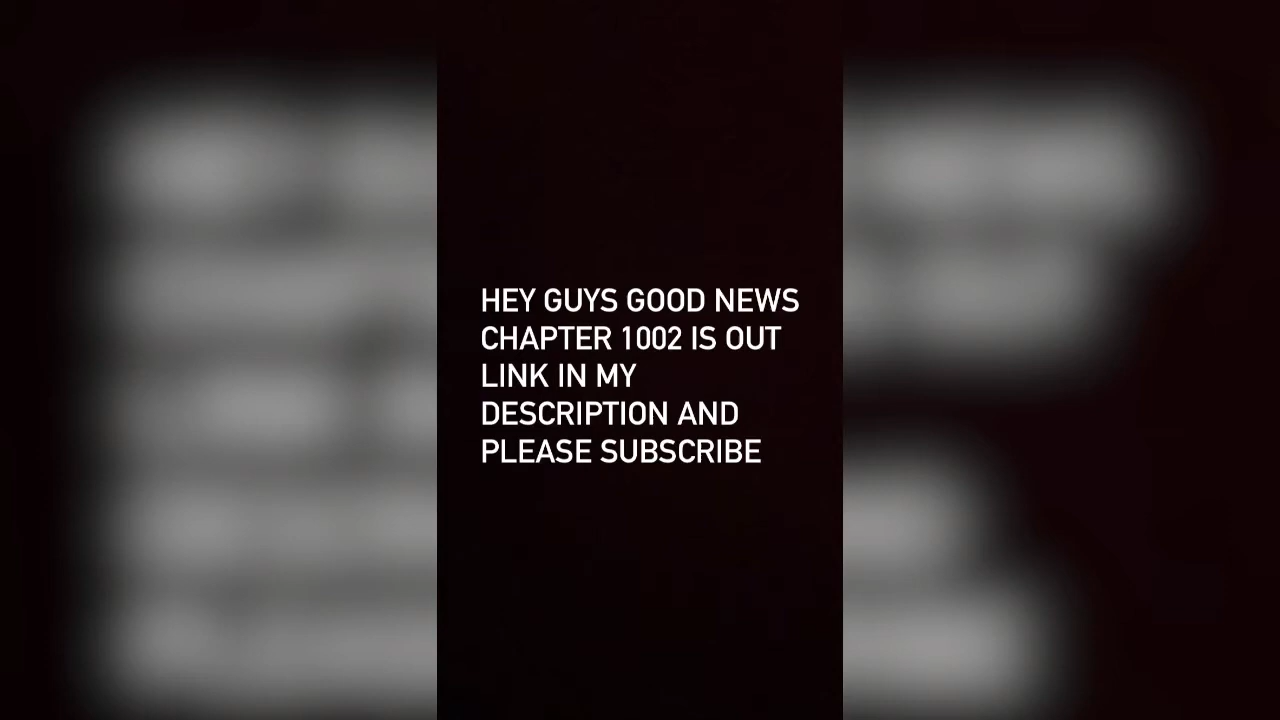 HEY GUYS GOOD NEWS
CHAPTER 1002 IS OUT
LINK IN MY
DESCRIPTION AND
PLEASE SUBSCRIBE